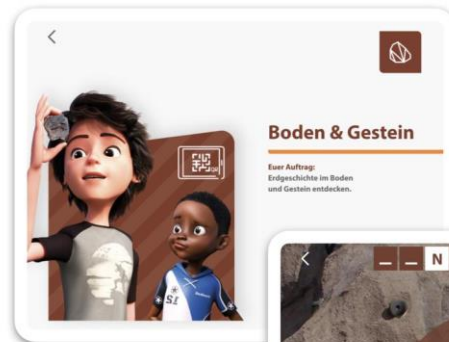 Boden & Gestein
Euer Auftrag:
Erdgeschichte im Boden
und Gestein entdecken.
S.E
_ _ N